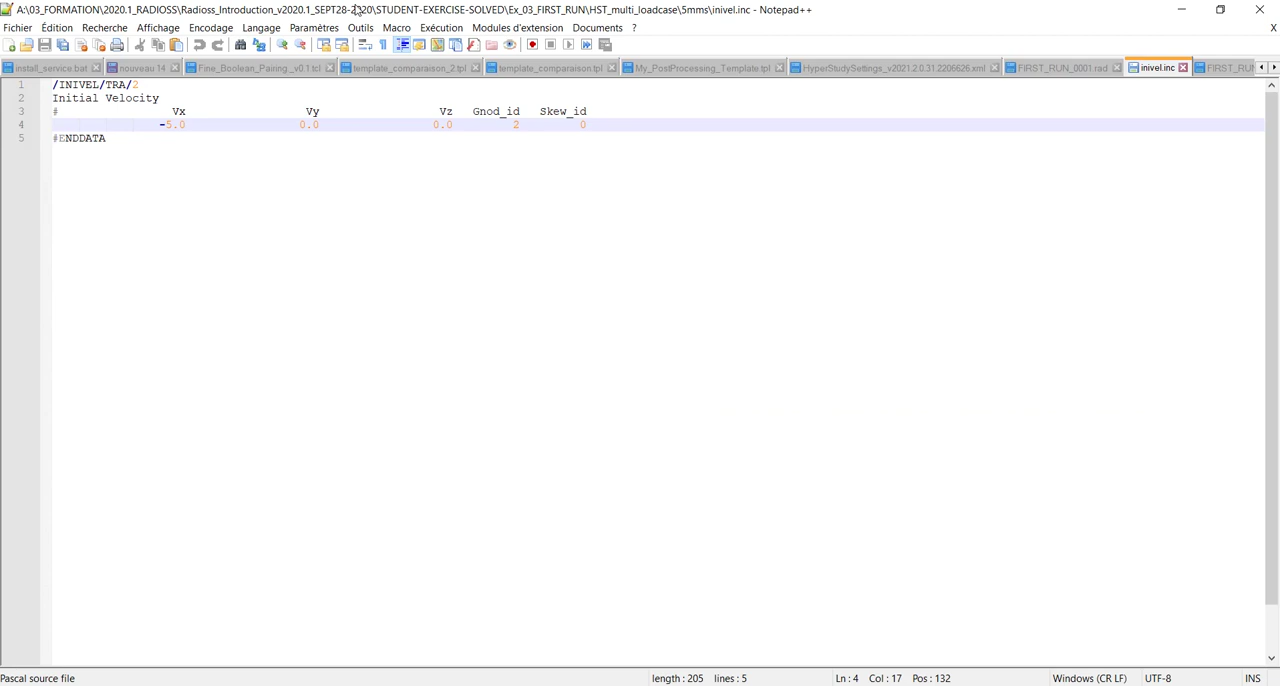 A:\03_FORMATION\2020.1_RADIOSS\Radioss_Introduction_v2020.1_SEPT28-2020\STUDENT-EXERCISE-SOLVED\Ex_03_FIRST_RUN\HST_multi_loadcase\5mms\inivel.inc - Notepad++
Fichier Édition Recherche Affichage Encodage Langage Paramètres Outils Macro Exécution Modules d'extension Documents ? X
install_service.bat nouveau 14 Fine_Boolean_Pairing_v0.1.tcl template_comparaison_2.tpl template_comparaison.tpl My_PostProcessing_Template.tpl HyperStudySettings_v2021.2.0.31.2206626.xml FIRST_RUN_0001.rad inivel.inc FIRST_RUN
1 /INIVEL/TRA/2
2 Initial Velocity
3 # Vx Vy Vz Gnod_id Skew_id
4 -5.0 0.0 0.0 2 0
5 #ENDDATA
Pascal source file length : 205 lines : 5 Ln : 4 Col : 17 Pos : 132 Windows (CR LF) UTF-8 INS